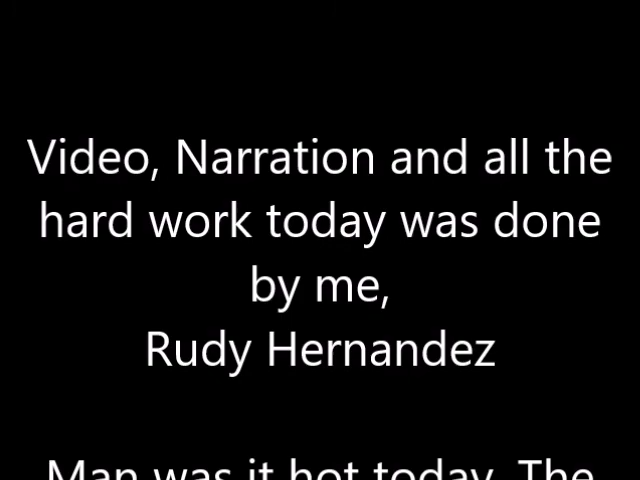 Video, Narration and all the
hard work today was done
by me,
Rudy Hernandez
Man was it hot today. The